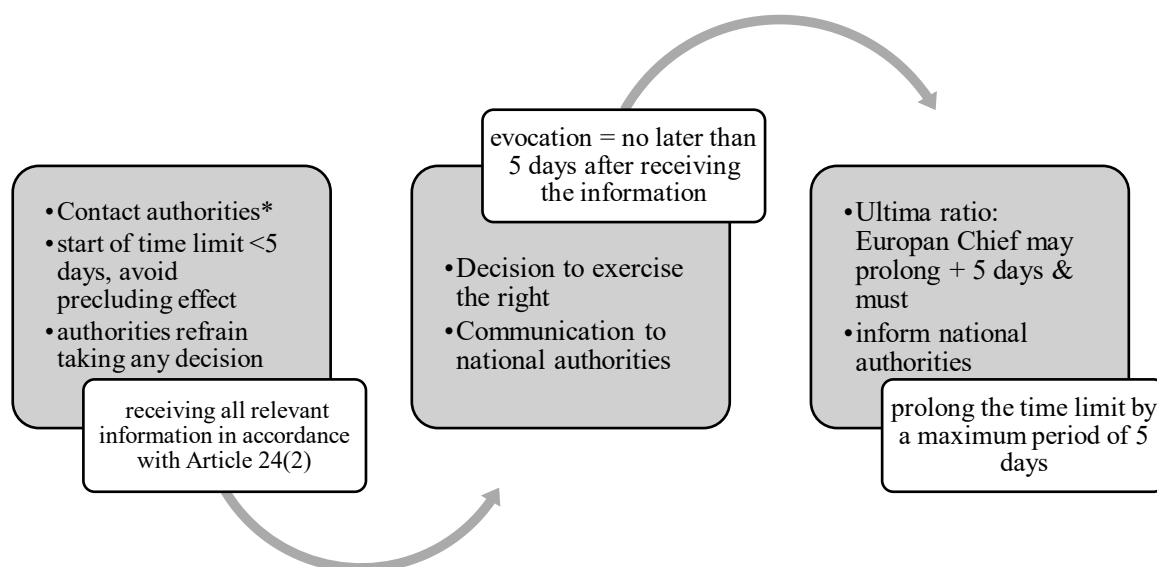 •Contact authorities*
•start of time limit <5
days, avoid
precluding effect
•authorities refrain
taking any decision
receiving all relevant
information in accordance
with Article 24(2)
evocation = no later than
5 days after receiving
the information
•Decision to exercise
the right
•Communication to
national authorities
•Ultima ratio:
Europan Chief may
prolong + 5 days &
must
•inform national
authorities
prolong the time limit by
a maximum period of 5
days